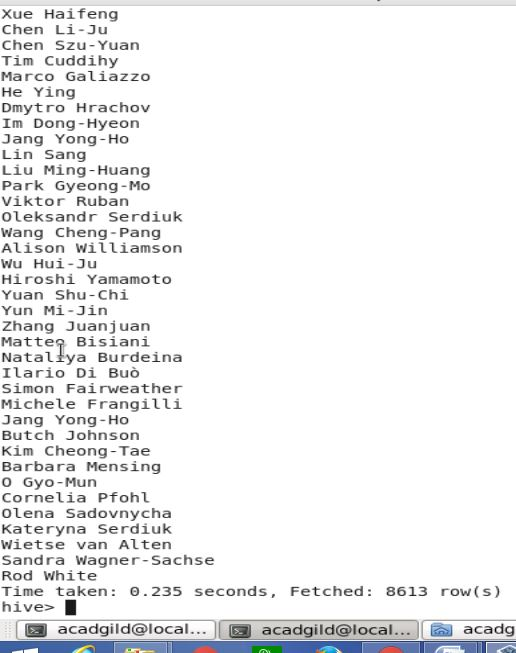 Xue Haifeng
Chen Li-Ju
Chen Szu-Yuan
Tim Cuddihy
Marco Galiazzo
He Ying
Dmytro Hrachov
Im Dong-Hyeon
Jang Yong-Ho
Lin Sang
Liu Ming-Huang
Park Gyeong-Mo
Viktor Ruban
Oleksandr Serdiuk
Wang Cheng-Pang
Alison Williamson
Wu Hui-Ju
Hiroshi Yamamoto
Yuan Shu-Chi
Yun Mi-Jin
Zhang Juanjuan
Matteo Bisiani
Nataliya Burdeina
Ilario Di Buò
Simon Fairweather
Michele Frangilli
Jang Yong-Ho
Butch Johnson
Kim Cheong-Tae
Barbara Mensing
O Gyo-Mun
Cornelia Pfohl
Olena Sadovnycha
Kateryna Serdiuk
Wietse van Alten
Sandra Wagner-Sachse
Rod White
Time taken: 0.235 seconds, Fetched: 8613 row(s)
hive>
acadgild@local... acadgild@local... acadg